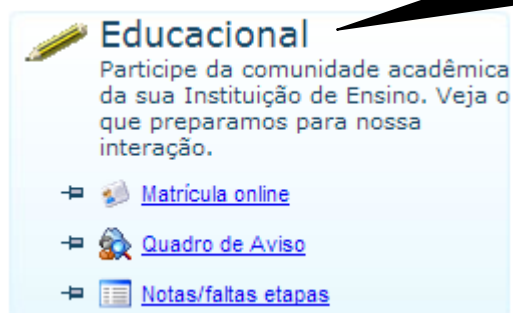 Educacional
Participe da comunidade acadêmica
da sua Instituição de Ensino. Veja o
que preparamos para nossa
interação.
Matrícula online
Quadro de Aviso
Notas/faltas etapas